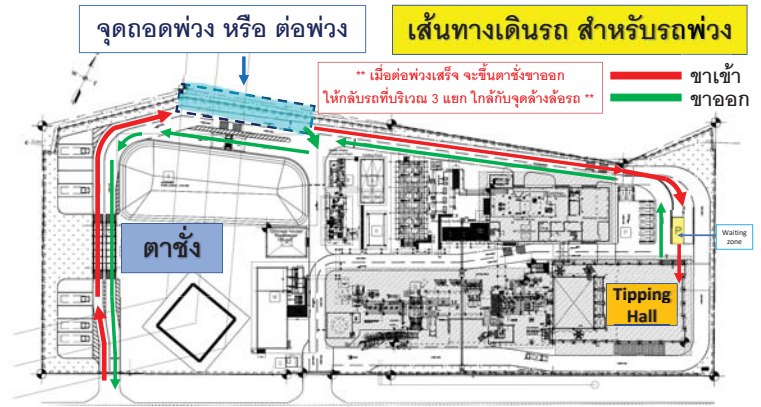 จุดถอดพ่วง หรือ ต่อพ่วง
เส้นทางเดินรถ สำหรับรถพ่วง
** เมื่อต่อพ่วงเสร็จ จะขึ้นตาชั่งขาออก
ให้กลับรถที่บริเวณ 3 แยก ใกล้กับจุดล้างล้อรถ **
ขาเข้า
ขาออก
N
ตาชั่ง
P
Waiting
zone
Tipping
Hall